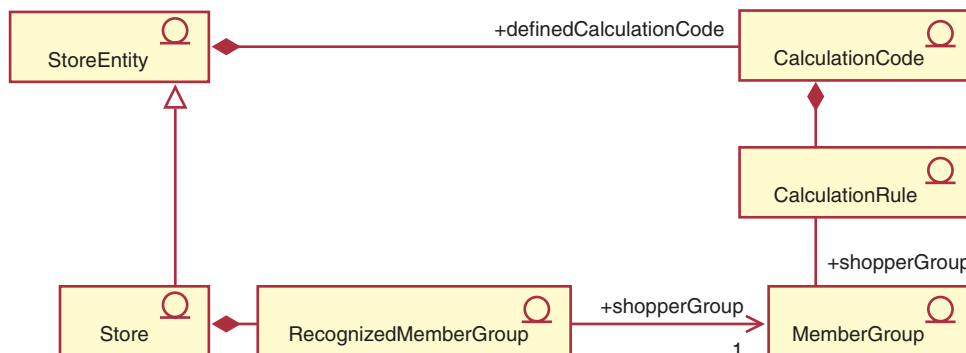 +definedCalculationCode
StoreEntity
CalculationCode
CalculationRule
+shopperGroup
+shopperGroup
Store
RecognizedMemberGroup
MemberGroup
1